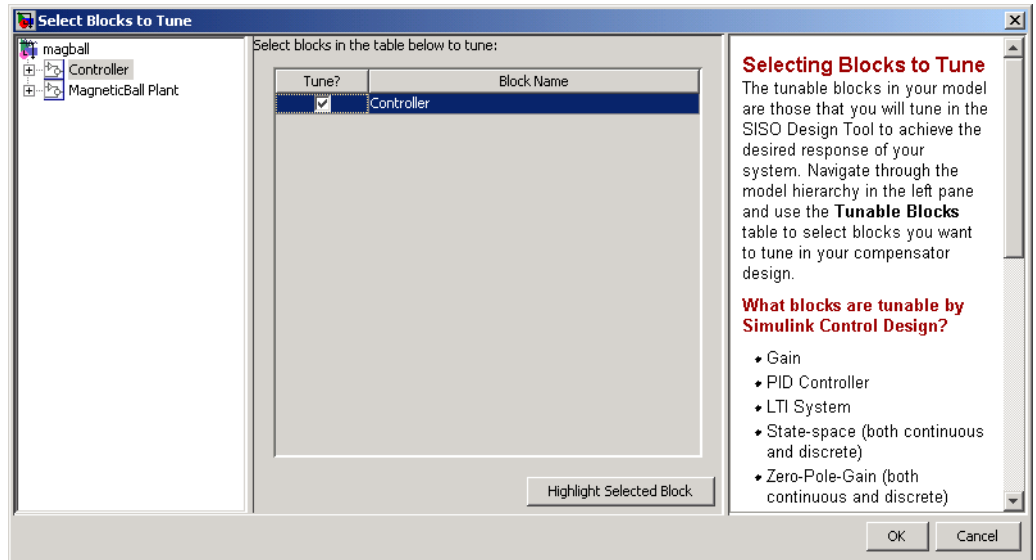 Select Blocks to Tune
magball
Controller
MagneticBall Plant
Select blocks in the table below to tune:
Tune? Block Name
Controller
Highlight Selected Block
Selecting Blocks to Tune
The tunable blocks in your model
are those that you will tune in the
SISO Design Tool to achieve the
desired response of your
system. Navigate through the
model hierarchy in the left pane
and use the Tunable Blocks
table to select blocks you want
to tune in your compensator
design.
What blocks are tunable by
Simulink Control Design?
Gain
PID Controller
LTI System
State-space (both continuous
and discrete)
Zero-Pole-Gain (both
continuous and discrete)
OK Cancel